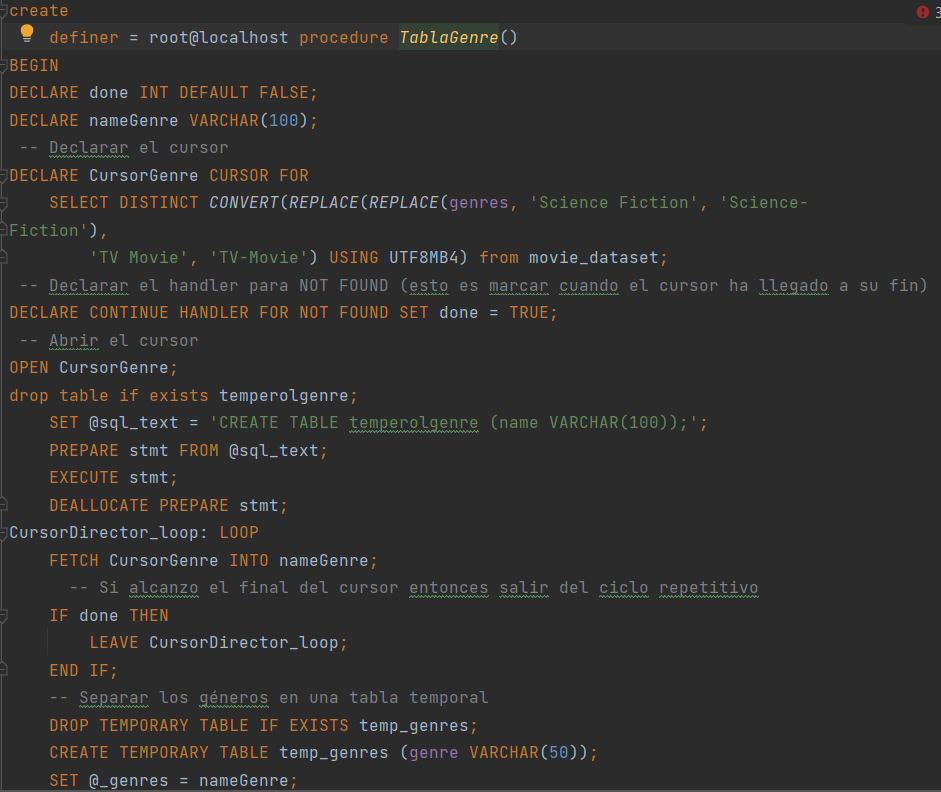 create
definer = root@localhost procedure TablaGenre()
BEGIN
DECLARE done INT DEFAULT FALSE;
DECLARE nameGenre VARCHAR(100);
-- Declarar el cursor
DECLARE CursorGenre CURSOR FOR
SELECT DISTINCT CONVERT(REPLACE(REPLACE(genres, 'Science Fiction', 'Science-
Fiction'),
'TV Movie', 'TV-Movie') USING UTF8MB4) from movie_dataset;
-- Declarar el handler para NOT FOUND (esto es marcar cuando el cursor ha llegado a su fin)
DECLARE CONTINUE HANDLER FOR NOT FOUND SET done = TRUE;
-- Abrir el cursor
OPEN CursorGenre;
drop table if exists temperolgenre;
SET @sql_text = 'CREATE TABLE temperolgenre (name VARCHAR(100));';
PREPARE stmt FROM @sql_text;
EXECUTE stmt;
DEALLOCATE PREPARE stmt;
CursorDirector_loop: LOOP
FETCH CursorGenre INTO nameGenre;
-- Si alcanzo el final del cursor entonces salir del ciclo repetitivo
IF done THEN
LEAVE CursorDirector_loop;
END IF;
-- Separar los géneros en una tabla temporal
DROP TEMPORARY TABLE IF EXISTS temp_genres;
CREATE TEMPORARY TABLE temp_genres (genre VARCHAR(50));
SET @_genres = nameGenre;